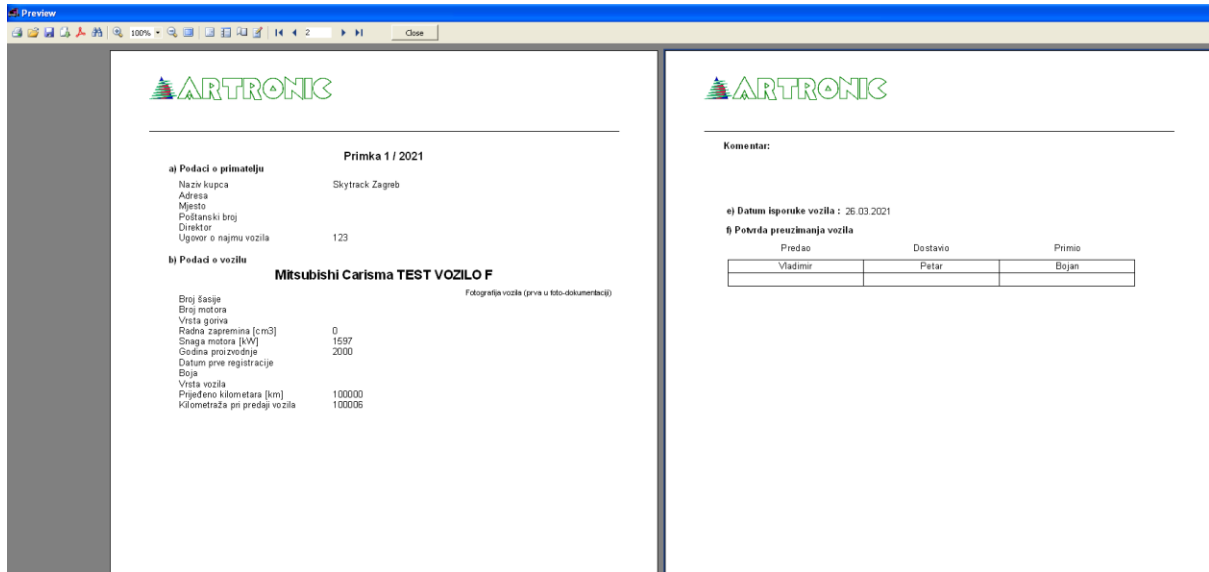 Preview
100% 2 Close
ARTRONIC
Primka 1 / 2021
a) Podaci o primatelju
Naziv kupca Skytrack Zagreb
Adresa
Mjesto
Poštanski broj
Direktor
Ugovor o najmu vozila 123
b) Podaci o vozilu
Mitsubishi Carisma TEST VOZILO F
Fotografija vozila (prva u foto-dokumentaciji)
Broj šasije
Broj motora
Vrsta goriva
Radna zapremina [cm3] 0
Snaga motora [kW] 1597
Godina proizvodnje 2000
Datum prve registracije
Boja
Vrsta vozila
Prijeđeno kilometara [km] 100000
Kilometraža pri predaji vozila 100006
ARTRONIC
Komentar:
e) Datum isporuke vozila : 26.03.2021
f) Potvrda preuzimanja vozila
Predao Dostavio Primio
Vladimir Petar Bojan